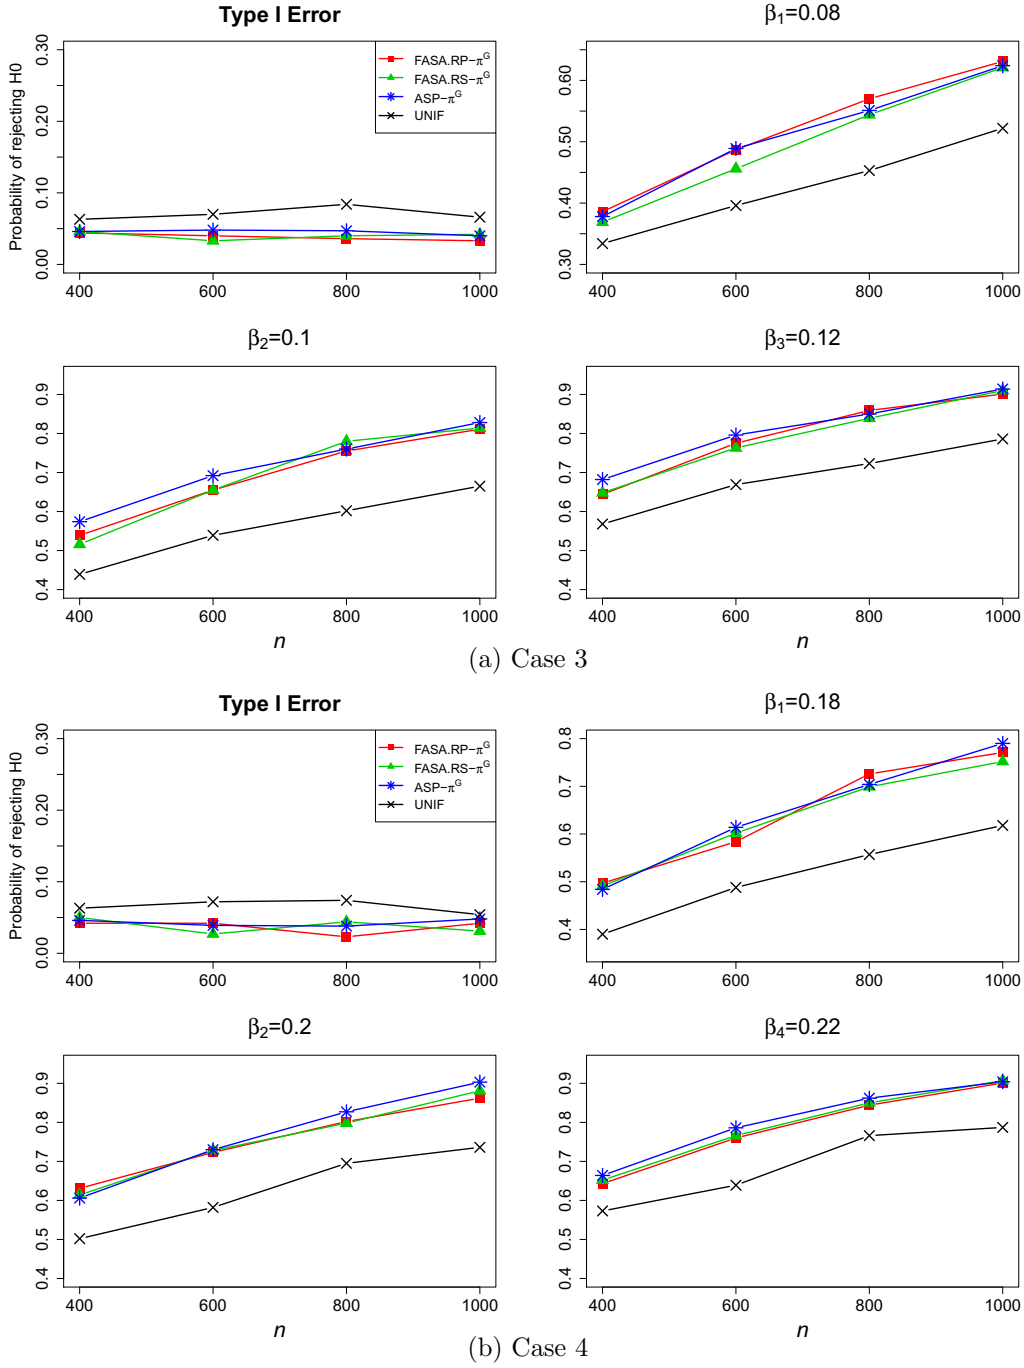 Type I Error
Probability of rejecting H0
0.30
0.20
0.10
0.00
FASA.RP−π^G
FASA.RS−π^G
ASP−π^G
UNIF
400 600 800 1000
β₁=0.08
0.60
0.50
0.40
0.30
400 600 800 1000
β₂=0.1
0.9
0.8
0.7
0.6
0.5
0.4
400 600 800 1000
n
β₃=0.12
0.9
0.8
0.7
0.6
0.5
0.4
400 600 800 1000
n
(a) Case 3
Type I Error
Probability of rejecting H0
0.30
0.20
0.10
0.00
FASA.RP−π^G
FASA.RS−π^G
ASP−π^G
UNIF
400 600 800 1000
β₁=0.18
0.8
0.7
0.6
0.5
0.4
400 600 800 1000
β₂=0.2
0.9
0.8
0.7
0.6
0.5
0.4
400 600 800 1000
n
β₄=0.22
0.9
0.8
0.7
0.6
0.5
0.4
400 600 800 1000
n
(b) Case 4